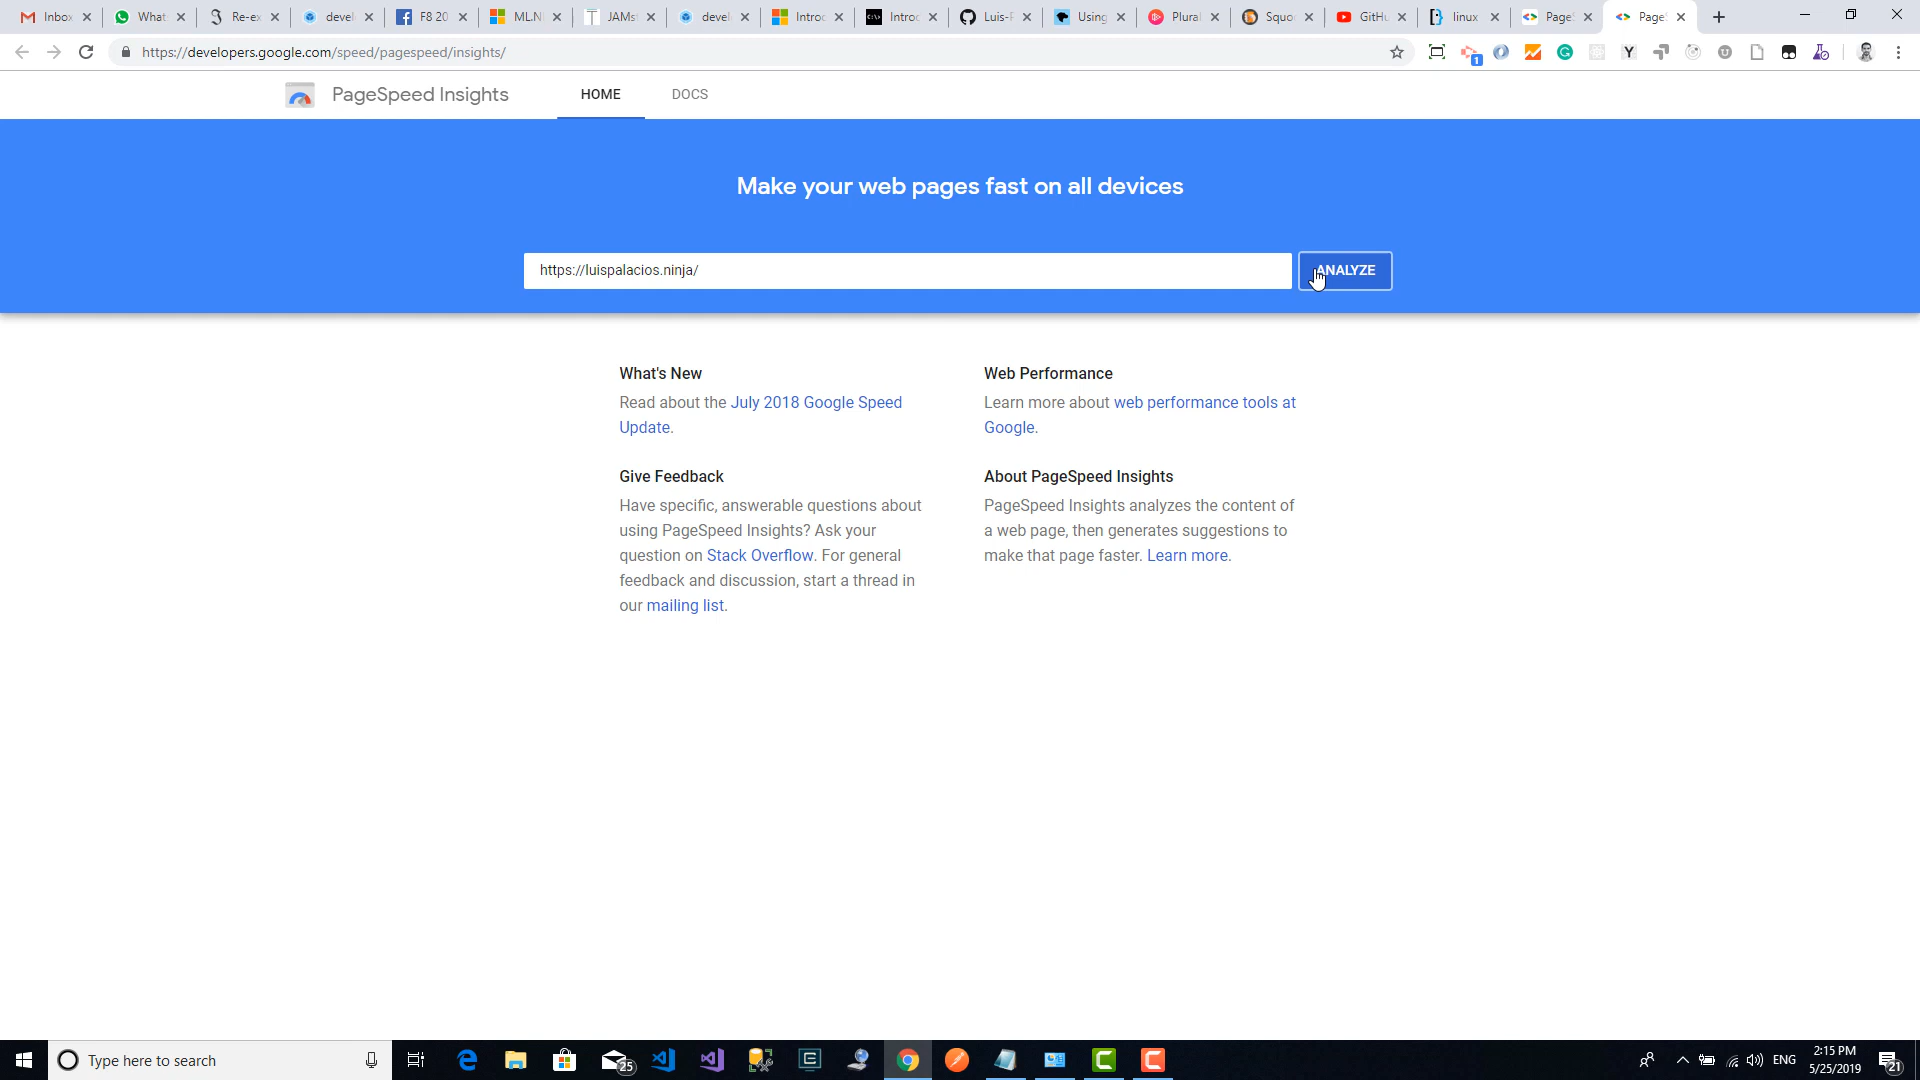 Inbox
What
Re-ex
devel
F8 20
ML.N
JAMs
devel
Introd
Introd
Luis-P
Using
Plural
Squo
GitHu
linux
PageS
PageS
https://developers.google.com/speed/pagespeed/insights/
1
PageSpeed Insights
HOME
DOCS
Make your web pages fast on all devices
https://luispalacios.ninja/
ANALYZE
What's New
Read about the July 2018 Google Speed
Update.
Web Performance
Learn more about web performance tools at
Google.
Give Feedback
Have specific, answerable questions about
using PageSpeed Insights? Ask your
question on Stack Overflow. For general
feedback and discussion, start a thread in
our mailing list.
About PageSpeed Insights
PageSpeed Insights analyzes the content of
a web page, then generates suggestions to
make that page faster. Learn more.
Type here to search
25
ENG
2:15 PM
5/25/2019
21